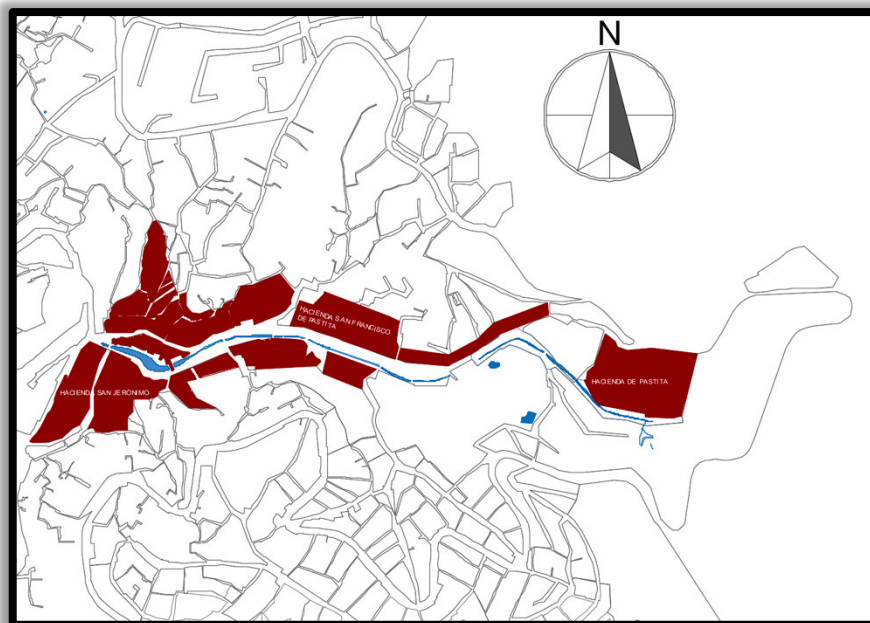 N
HACIENDA SAN FRANCISCO
DE PASTITA
HACIENDA DE PASTITA
HACIENDA SAN JERÓNIMO